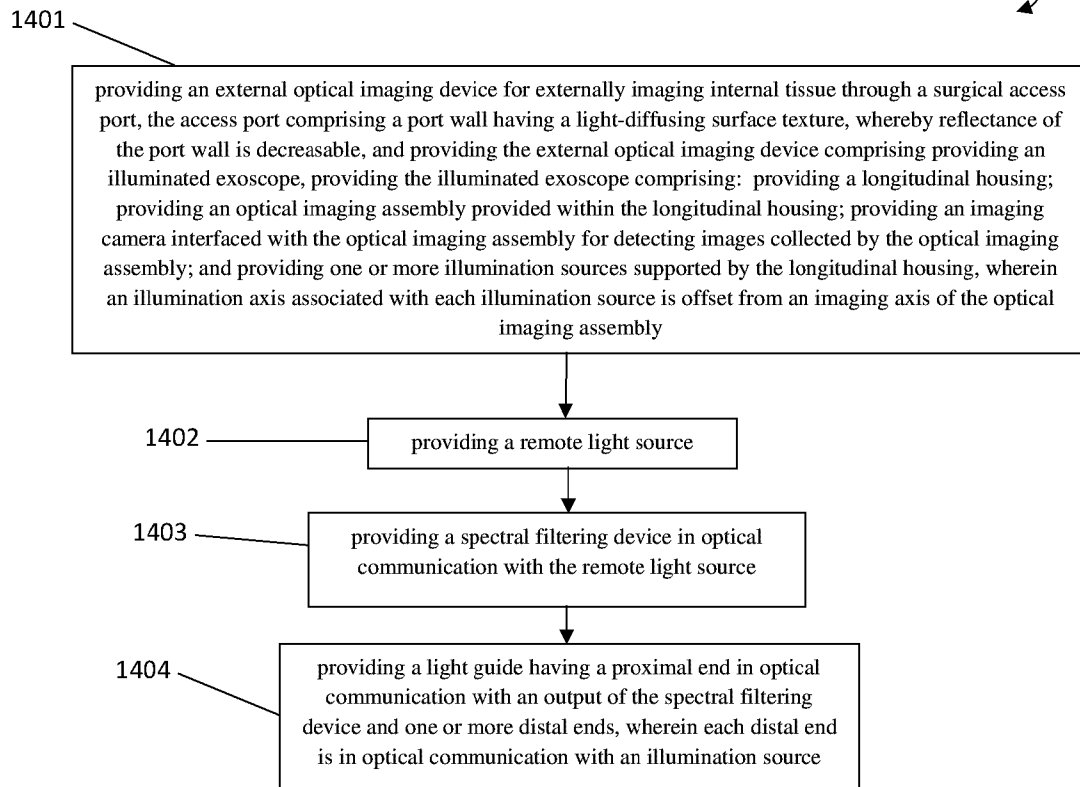 1401
providing an external optical imaging device for externally imaging internal tissue through a surgical access
port, the access port comprising a port wall having a light-diffusing surface texture, whereby reflectance of
the port wall is decreasable, and providing the external optical imaging device comprising providing an
illuminated exoscope, providing the illuminated exoscope comprising: providing a longitudinal housing;
providing an optical imaging assembly provided within the longitudinal housing; providing an imaging
camera interfaced with the optical imaging assembly for detecting images collected by the optical imaging
assembly; and providing one or more illumination sources supported by the longitudinal housing, wherein
an illumination axis associated with each illumination source is offset from an imaging axis of the optical
imaging assembly
1402
providing a remote light source
1403
providing a spectral filtering device in optical
communication with the remote light source
1404
providing a light guide having a proximal end in optical
communication with an output of the spectral filtering
device and one or more distal ends, wherein each distal end
is in optical communication with an illumination source